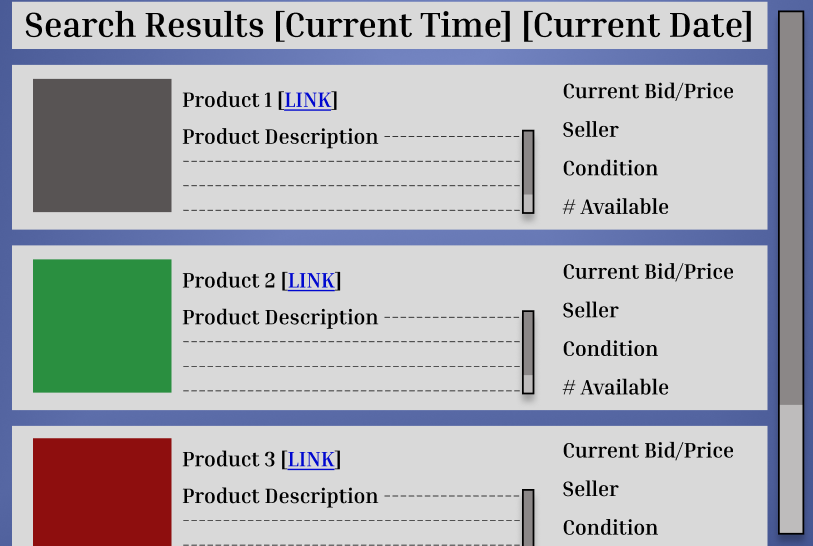 Search Results [Current Time] [Current Date]
Product 1 [LINK]
Product Description
Current Bid/Price
Seller
Condition
# Available
Product 2 [LINK]
Product Description
Current Bid/Price
Seller
Condition
# Available
Product 3 [LINK]
Product Description
Current Bid/Price
Seller
Condition